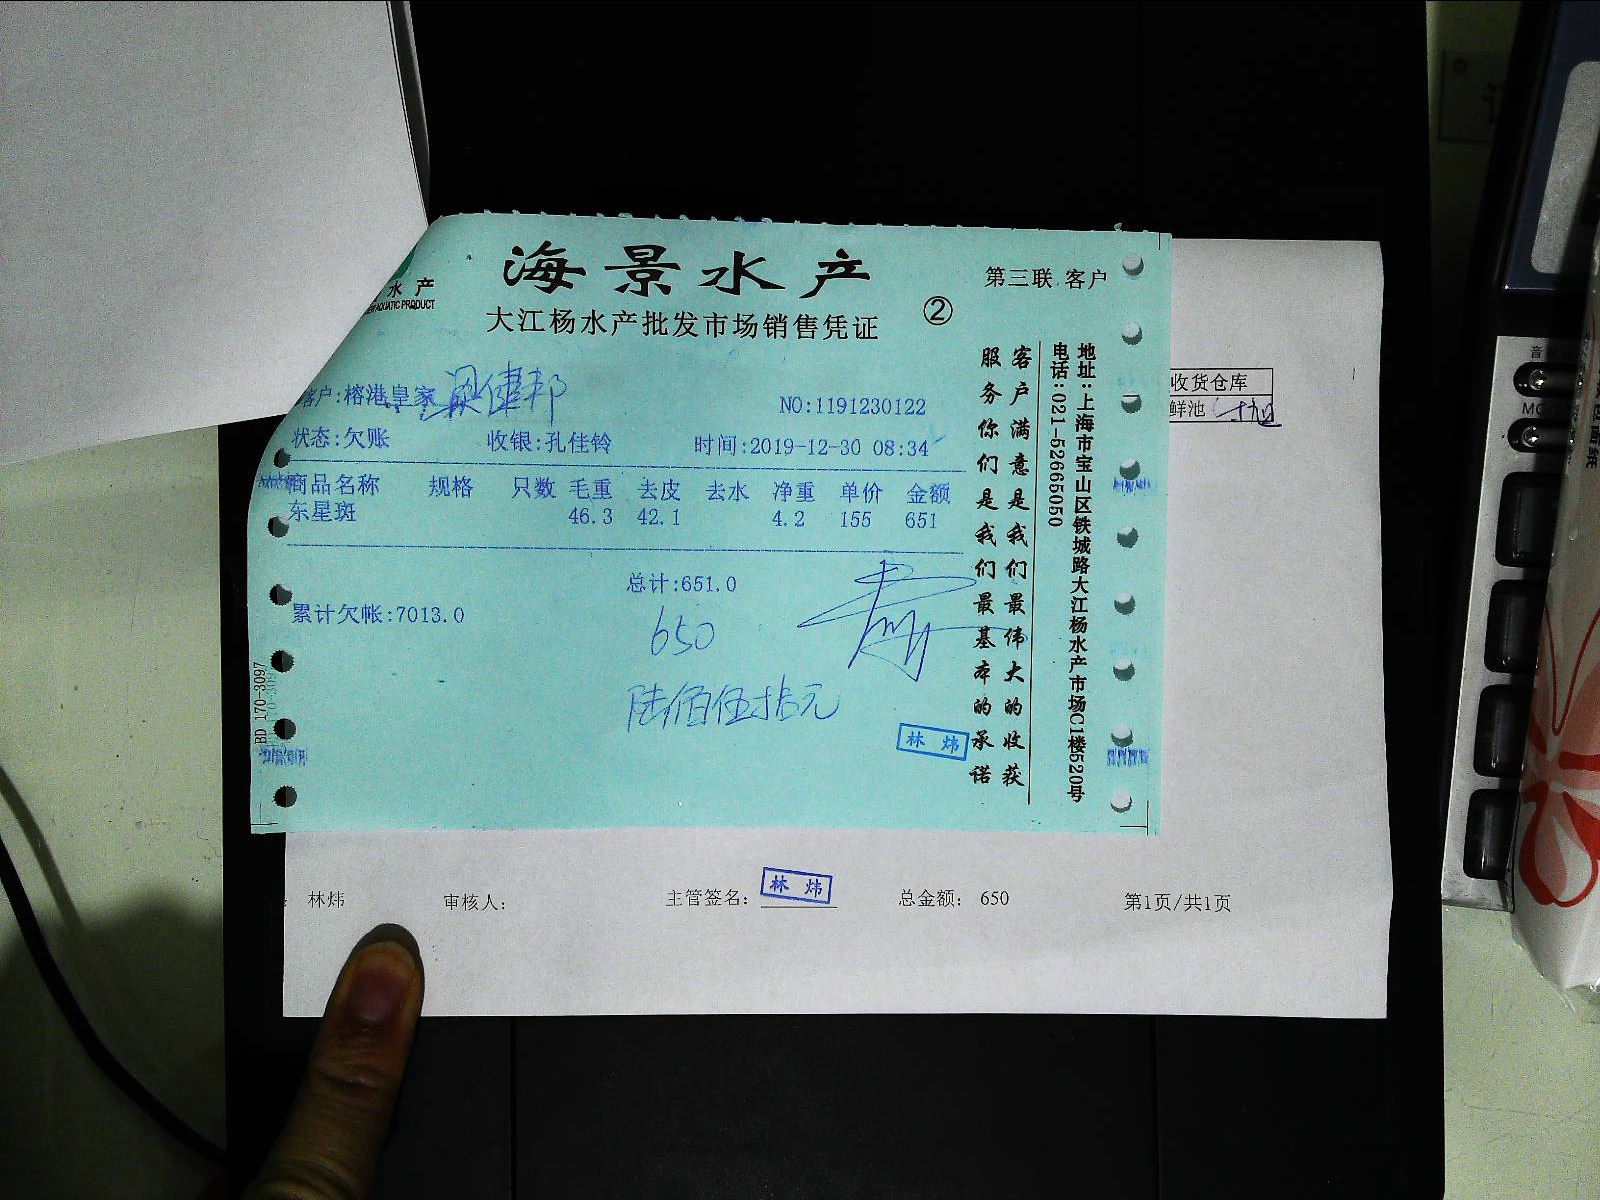 水产
AQUATIC PRODUCT
海景水产
第三联 客户
大江杨水产批发市场销售凭证
②
客户:榕港皇家 梁健邦
NO:1191230122
状态:欠账 收银:孔佳铃 时间:2019-12-30 08:34
商品名称 规格 只数 毛重 去皮 去水 净重 单价 金额
东星斑 46.3 42.1 4.2 155 651
总计:651.0
累计欠帐:7013.0
650
陆佰伍拾元
林炜
客户满意是我们最伟大的收获
服务你们是我们最基本的承诺
地址:上海市宝山区铁城路大江杨水产市场C1楼520号
电话:021-52665050
BD 170-3097
收货仓库
鲜池
林炜 审核人: 主管签名: 林炜 总金额: 650 第1页/共1页